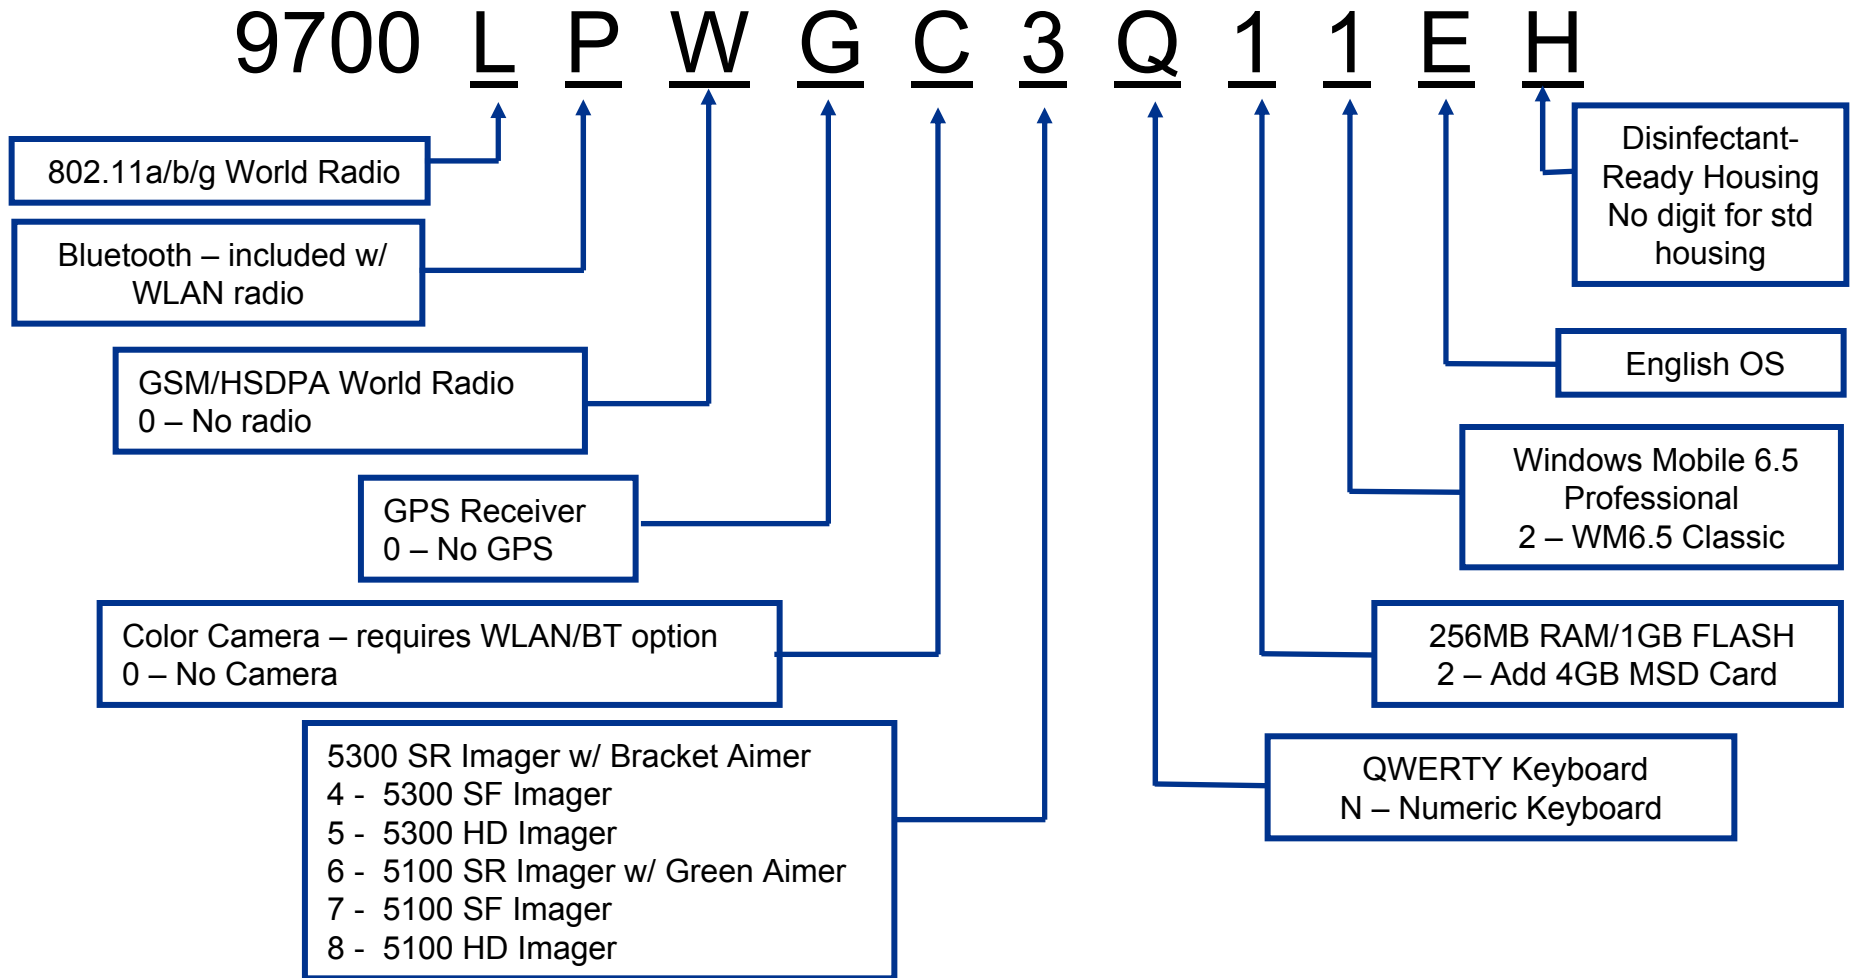 9700 L P W G C 3 Q 1 1 E H
802.11a/b/g World Radio
Bluetooth – included w/
WLAN radio
GSM/HSDPA World Radio
0 – No radio
GPS Receiver
0 – No GPS
Color Camera – requires WLAN/BT option
0 – No Camera
5300 SR Imager w/ Bracket Aimer
4 - 5300 SF Imager
5 - 5300 HD Imager
6 - 5100 SR Imager w/ Green Aimer
7 - 5100 SF Imager
8 - 5100 HD Imager
Disinfectant-
Ready Housing
No digit for std
housing
English OS
Windows Mobile 6.5
Professional
2 – WM6.5 Classic
256MB RAM/1GB FLASH
2 – Add 4GB MSD Card
QWERTY Keyboard
N – Numeric Keyboard